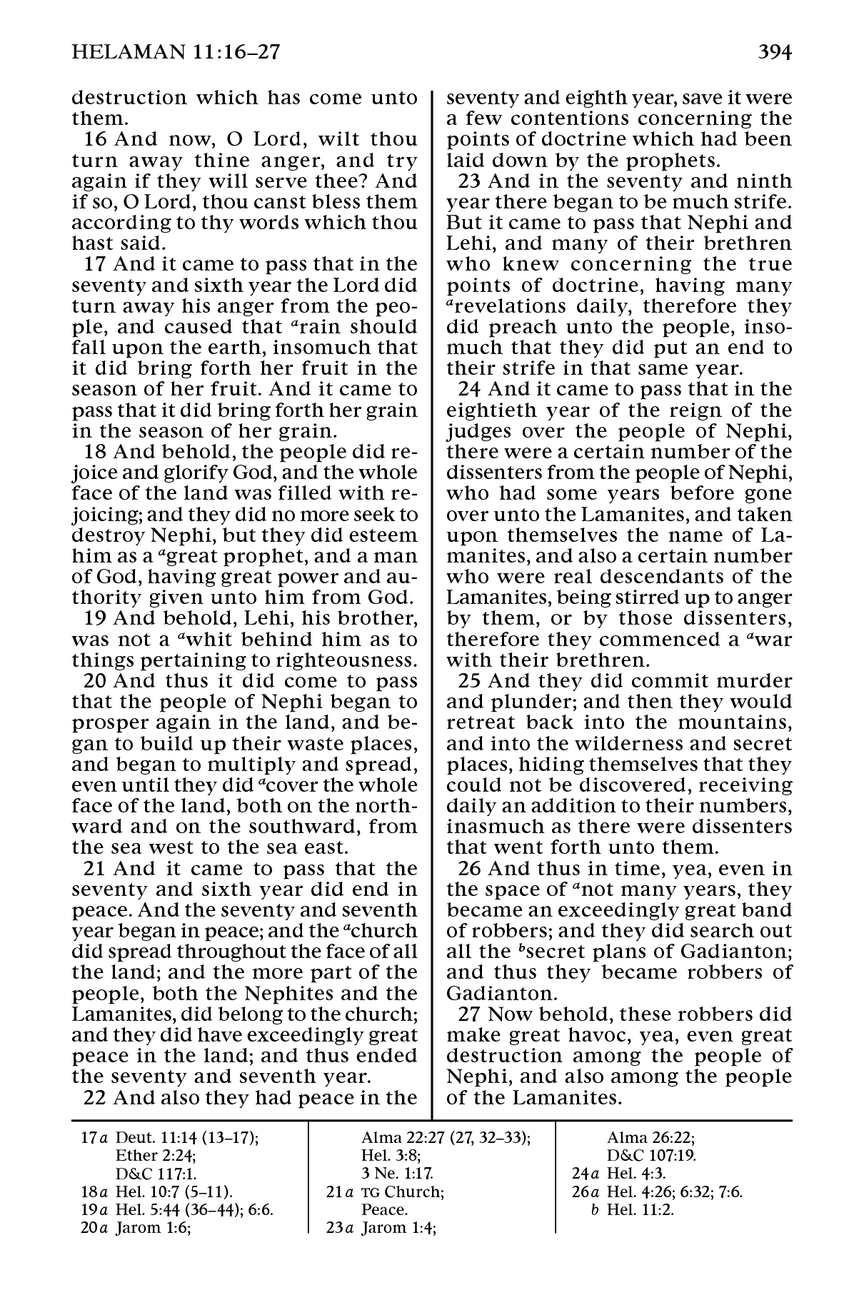 HELAMAN 11:16–27
394
destruction which has come unto
them.
16 And now, O Lord, wilt thou
turn away thine anger, and try
again if they will serve thee? And
if so, O Lord, thou canst bless them
according to thy words which thou
hast said.
17 And it came to pass that in the
seventy and sixth year the Lord did
turn away his anger from the peo-
ple, and caused that arain should
fall upon the earth, insomuch that
it did bring forth her fruit in the
season of her fruit. And it came to
pass that it did bring forth her grain
in the season of her grain.
18 And behold, the people did re-
joice and glorify God, and the whole
face of the land was filled with re-
joicing; and they did no more seek to
destroy Nephi, but they did esteem
him as a agreat prophet, and a man
of God, having great power and au-
thority given unto him from God.
19 And behold, Lehi, his brother,
was not a awhit behind him as to
things pertaining to righteousness.
20 And thus it did come to pass
that the people of Nephi began to
prosper again in the land, and be-
gan to build up their waste places,
and began to multiply and spread,
even until they did acover the whole
face of the land, both on the north-
ward and on the southward, from
the sea west to the sea east.
21 And it came to pass that the
seventy and sixth year did end in
peace. And the seventy and seventh
year began in peace; and the achurch
did spread throughout the face of all
the land; and the more part of the
people, both the Nephites and the
Lamanites, did belong to the church;
and they did have exceedingly great
peace in the land; and thus ended
the seventy and seventh year.
22 And also they had peace in the
seventy and eighth year, save it were
a few contentions concerning the
points of doctrine which had been
laid down by the prophets.
23 And in the seventy and ninth
year there began to be much strife.
But it came to pass that Nephi and
Lehi, and many of their brethren
who knew concerning the true
points of doctrine, having many
arevelations daily, therefore they
did preach unto the people, inso-
much that they did put an end to
their strife in that same year.
24 And it came to pass that in the
eightieth year of the reign of the
judges over the people of Nephi,
there were a certain number of the
dissenters from the people of Nephi,
who had some years before gone
over unto the Lamanites, and taken
upon themselves the name of La-
manites, and also a certain number
who were real descendants of the
Lamanites, being stirred up to anger
by them, or by those dissenters,
therefore they commenced a awar
with their brethren.
25 And they did commit murder
and plunder; and then they would
retreat back into the mountains,
and into the wilderness and secret
places, hiding themselves that they
could not be discovered, receiving
daily an addition to their numbers,
inasmuch as there were dissenters
that went forth unto them.
26 And thus in time, yea, even in
the space of anot many years, they
became an exceedingly great band
of robbers; and they did search out
all the bsecret plans of Gadianton;
and thus they became robbers of
Gadianton.
27 Now behold, these robbers did
make great havoc, yea, even great
destruction among the people of
Nephi, and also among the people
of the Lamanites.
17a Deut. 11:14 (13–17);
Ether 2:24;
D&C 117:1.
18a Hel. 10:7 (5–11).
19a Hel. 5:44 (36–44); 6:6.
20a Jarom 1:6;
Alma 22:27 (27, 32–33);
Hel. 3:8;
3 Ne. 1:17.
21a TG Church;
Peace.
23a Jarom 1:4;
Alma 26:22;
D&C 107:19.
24a Hel. 4:3.
26a Hel. 4:26; 6:32; 7:6.
b Hel. 11:2.